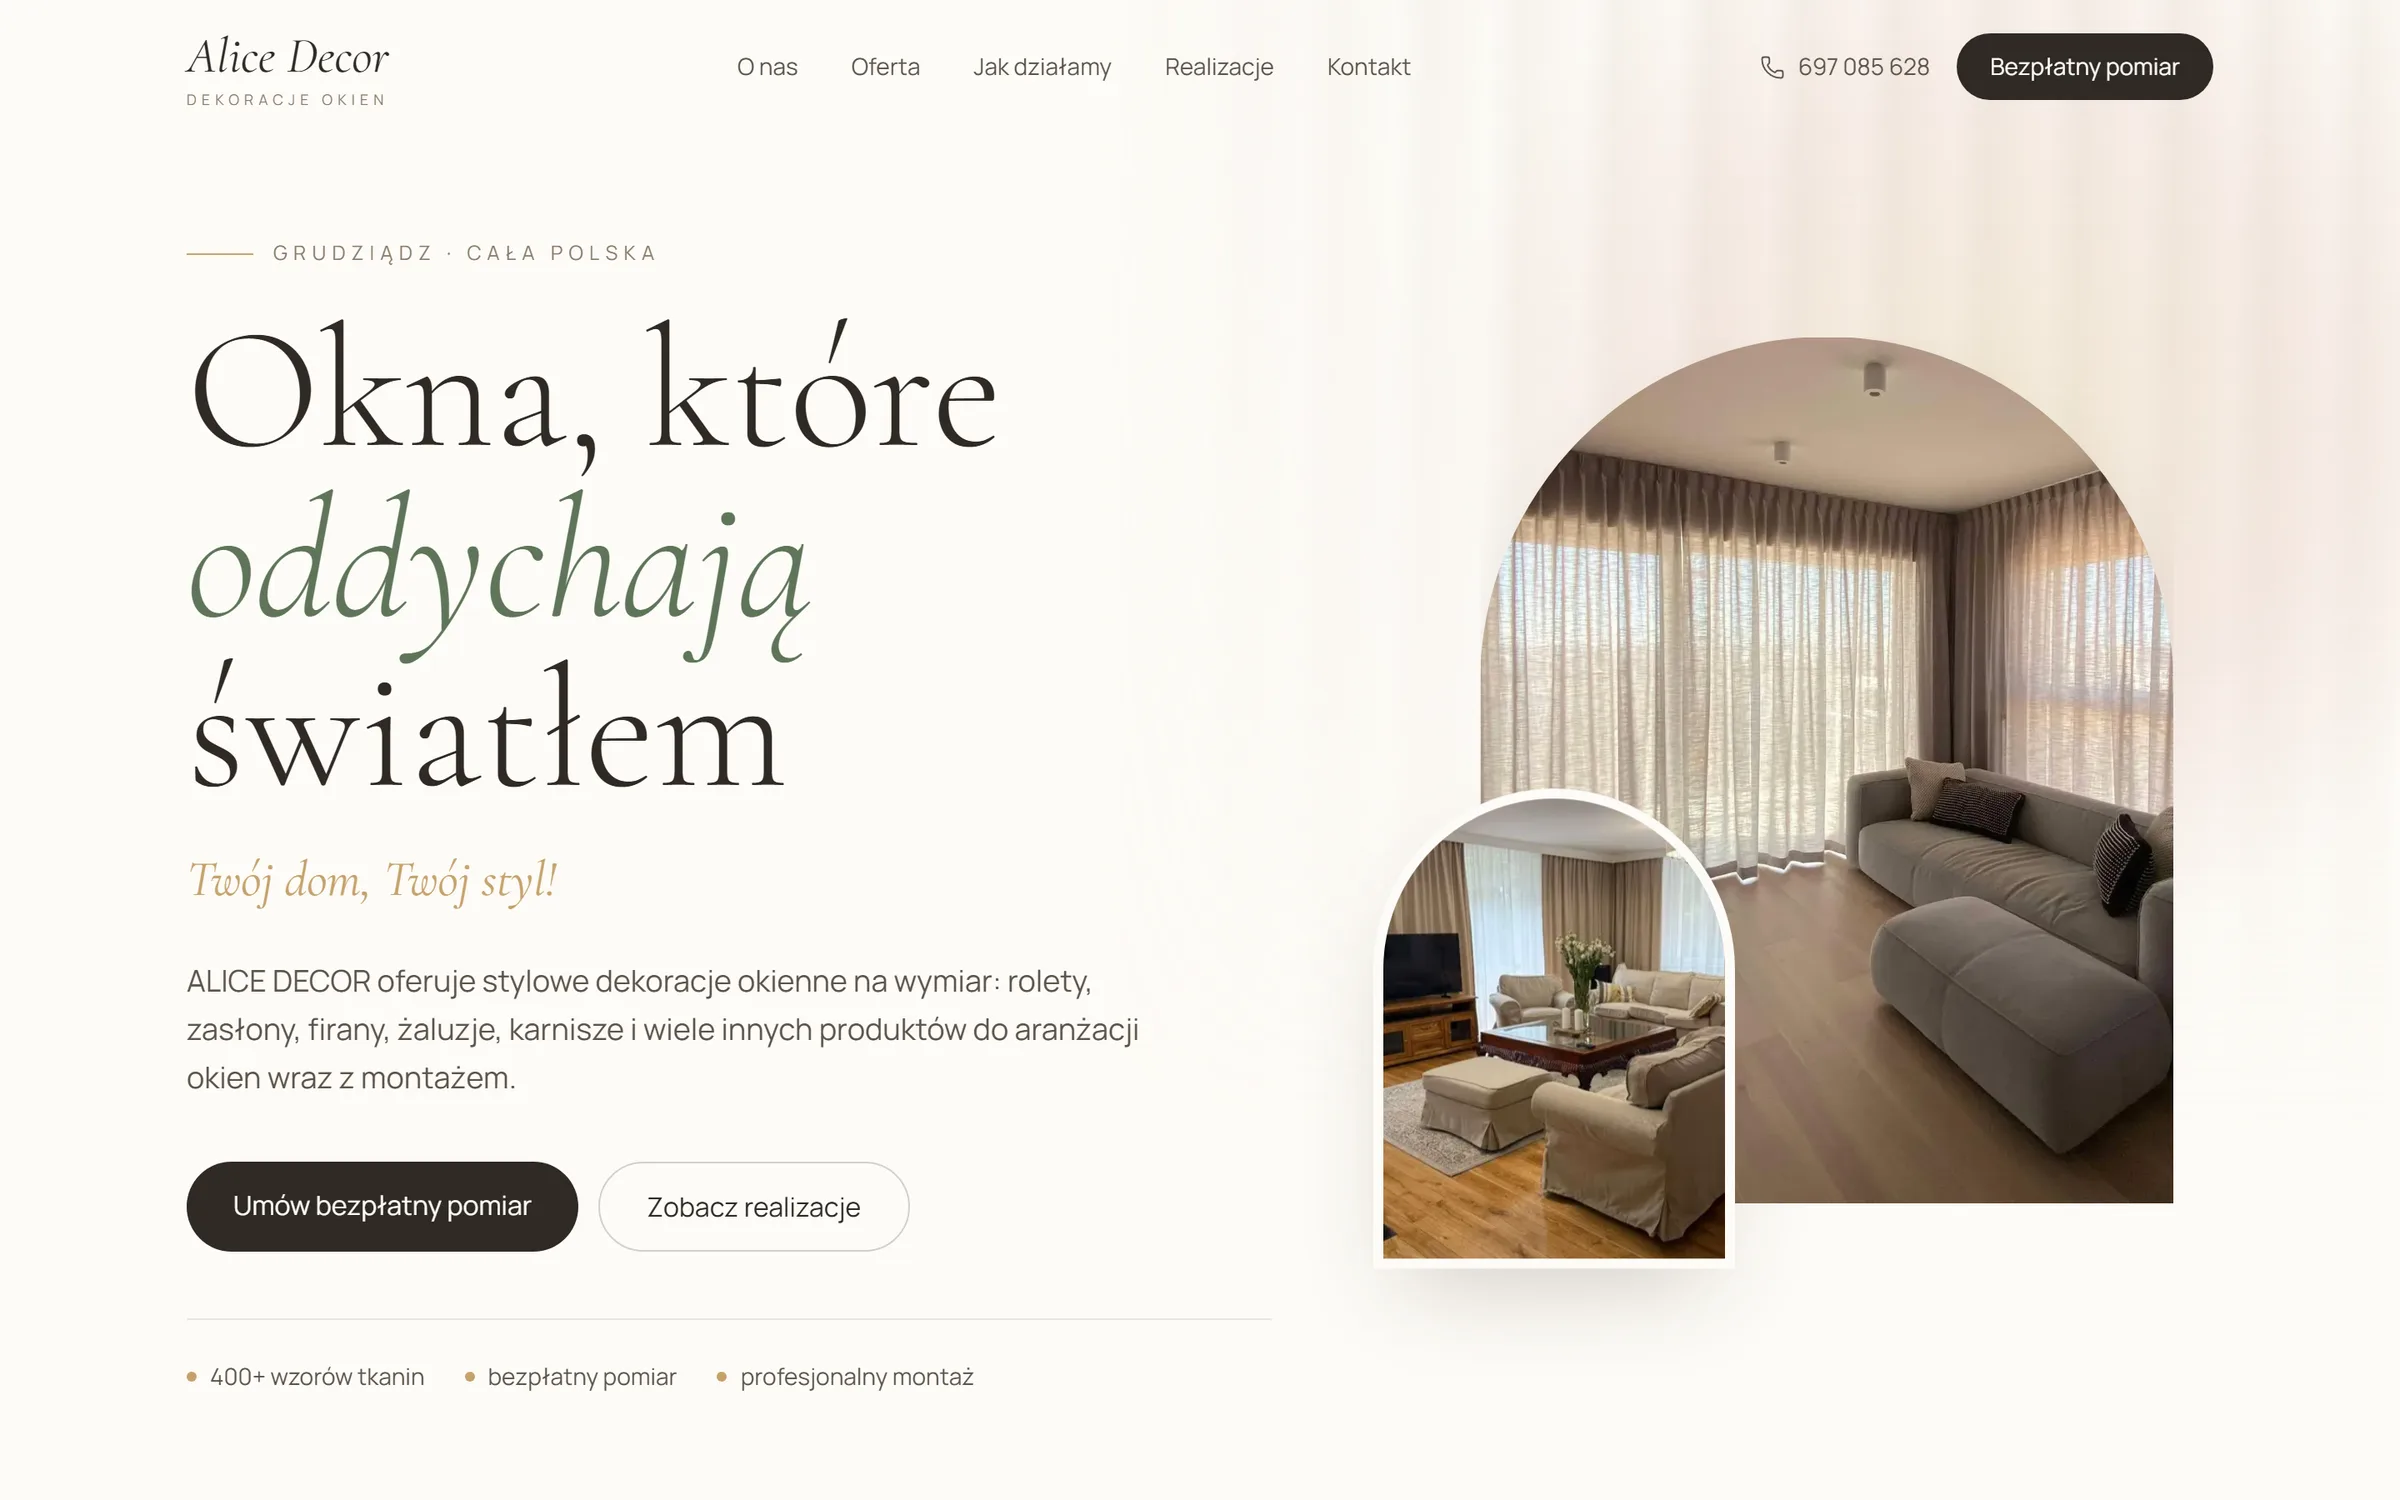 Alice Decor
DEKORACJE OKIEN
O nas
Oferta
Jak działamy
Realizacje
Kontakt
697 085 628
Bezpłatny pomiar
GRUDZIĄDZ · CAŁA POLSKA
Okna, które
oddychają
światłem
Twój dom, Twój styl!
ALICE DECOR oferuje stylowe dekoracje okienne na wymiar: rolety,
zasłony, firany, żaluzje, karnisze i wiele innych produktów do aranżacji
okien wraz z montażem.
Umów bezpłatny pomiar
Zobacz realizacje
400+ wzorów tkanin
bezpłatny pomiar
profesjonalny montaż